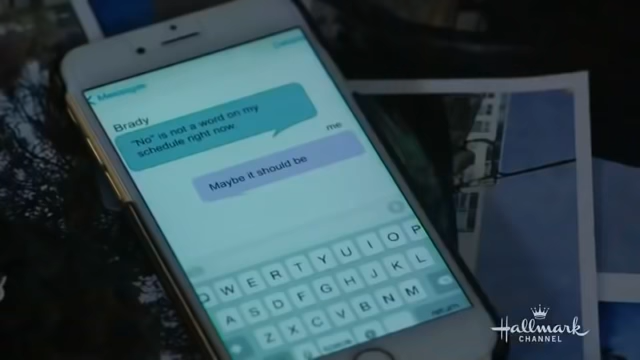 Messages
Brady
"No" is not a word on my
schedule right now
me
Maybe it should be
Q W E R T Y U I O P
A S D F G H J K L
Z X C V B N M
Hallmark
CHANNEL